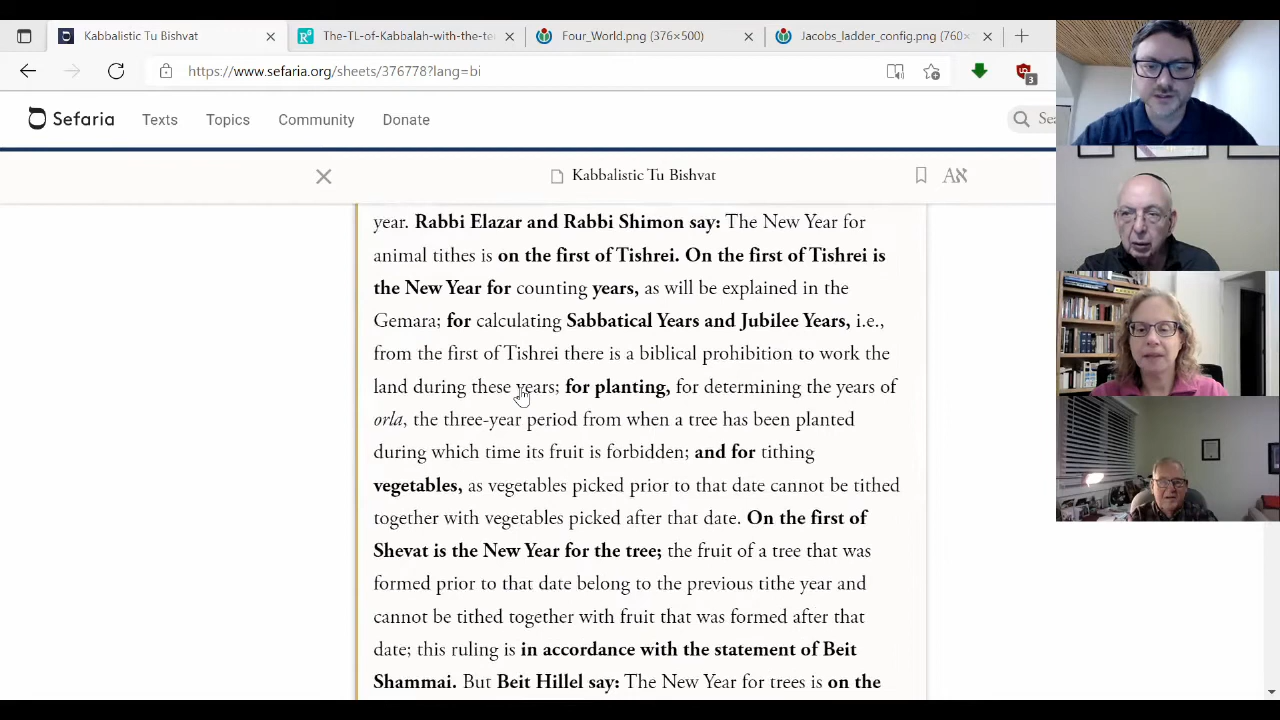 Kabbalistic Tu Bishvat
The-TL-of-Kabbalah-with-the-te
Four_World.png (376×500)
Jacobs_ladder_config.png (760×
https://www.sefaria.org/sheets/376778?lang=bi
3
Sefaria Texts Topics Community Donate
Kabbalistic Tu Bishvat Aא
year. Rabbi Elazar and Rabbi Shimon say: The New Year for
animal tithes is on the first of Tishrei. On the first of Tishrei is
the New Year for counting years, as will be explained in the
Gemara; for calculating Sabbatical Years and Jubilee Years, i.e.,
from the first of Tishrei there is a biblical prohibition to work the
land during these years; for planting, for determining the years of
orla, the three-year period from when a tree has been planted
during which time its fruit is forbidden; and for tithing
vegetables, as vegetables picked prior to that date cannot be tithed
together with vegetables picked after that date. On the first of
Shevat is the New Year for the tree; the fruit of a tree that was
formed prior to that date belong to the previous tithe year and
cannot be tithed together with fruit that was formed after that
date; this ruling is in accordance with the statement of Beit
Shammai. But Beit Hillel say: The New Year for trees is on the